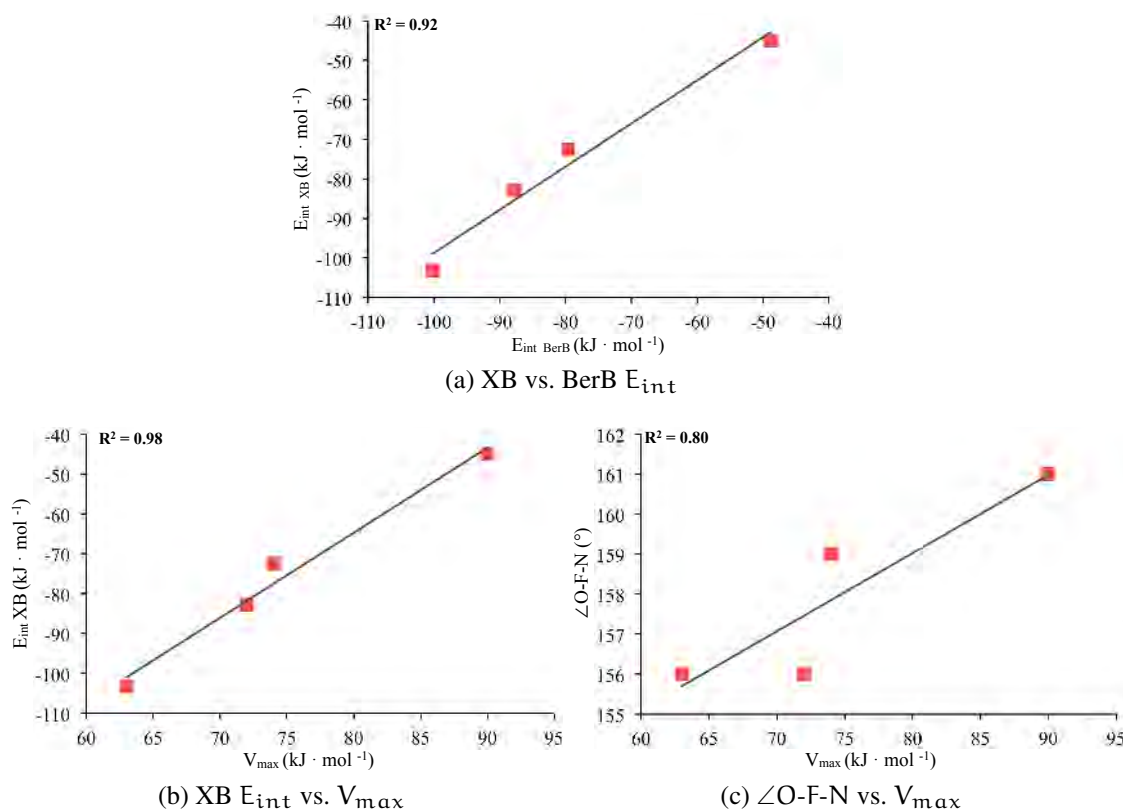 R² = 0.92
-40
-50
-60
-70
-80
-90
-100
-110
E_int XB (kJ · mol⁻¹)
-110 -100 -90 -80 -70 -60 -50 -40
E_int BerB (kJ · mol⁻¹)
(a) XB vs. BerB E_int
R² = 0.98
-40
-50
-60
-70
-80
-90
-100
-110
E_int XB (kJ · mol⁻¹)
60 65 70 75 80 85 90 95
V_max (kJ · mol⁻¹)
(b) XB E_int vs. V_max
R² = 0.80
162
161
160
159
158
157
156
155
∠O-F-N (°)
60 65 70 75 80 85 90 95
V_max (kJ · mol⁻¹)
(c) ∠O-F-N vs. V_max